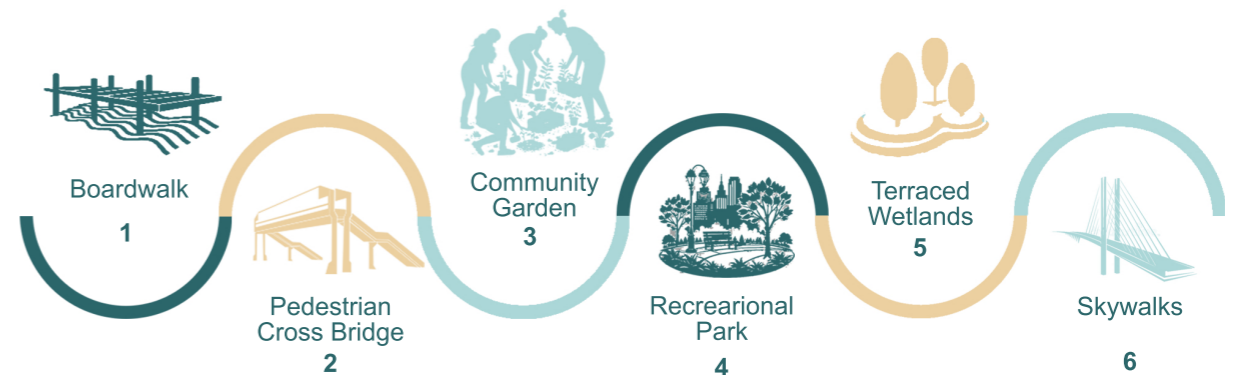 Boardwalk
1
Pedestrian
Cross Bridge
2
Community
Garden
3
Recrearional
Park
4
Terraced
Wetlands
5
Skywalks
6